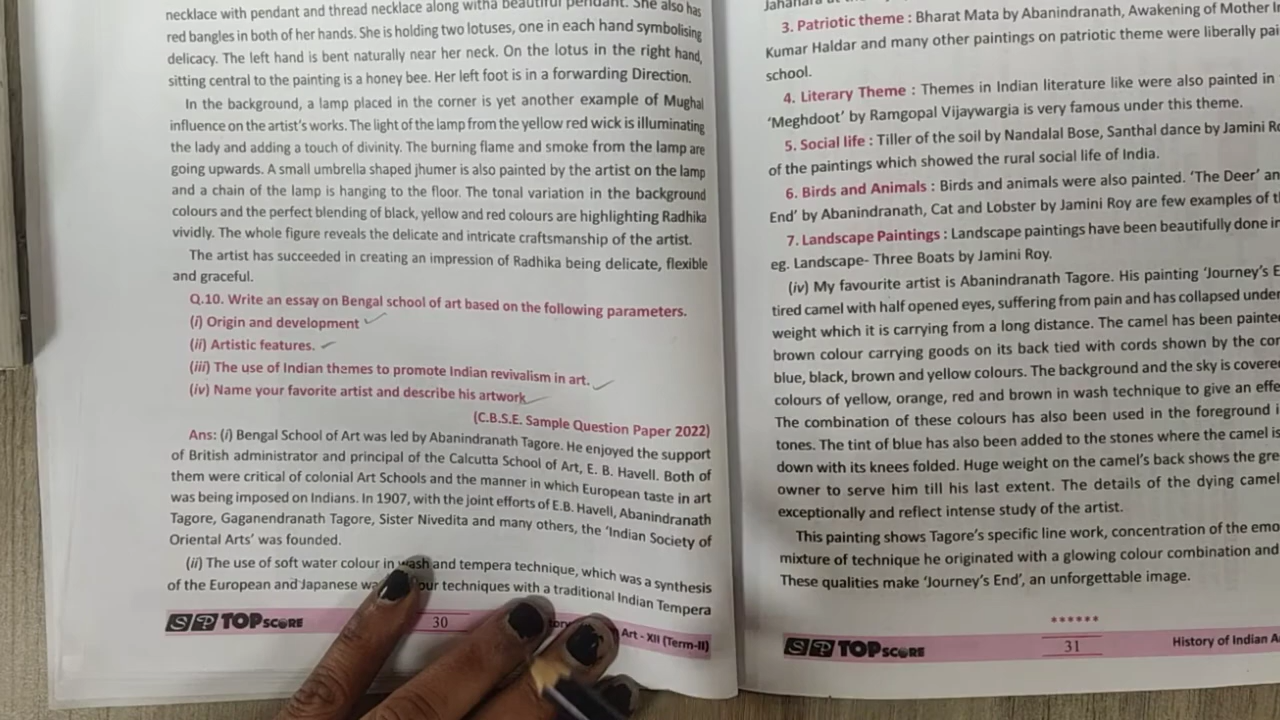 necklace with pendant and thread necklace along witha beautiful pendant. She also has
red bangles in both of her hands. She is holding two lotuses, one in each hand symbolising
delicacy. The left hand is bent naturally near her neck. On the lotus in the right hand,
sitting central to the painting is a honey bee. Her left foot is in a forwarding Direction.
In the background, a lamp placed in the corner is yet another example of Mughal
influence on the artist's works. The light of the lamp from the yellow red wick is illuminating
the lady and adding a touch of divinity. The burning flame and smoke from the lamp are
going upwards. A small umbrella shaped jhumer is also painted by the artist on the lamp
and a chain of the lamp is hanging to the floor. The tonal variation in the background
colours and the perfect blending of black, yellow and red colours are highlighting Radhika
vividly. The whole figure reveals the delicate and intricate craftsmanship of the artist.
The artist has succeeded in creating an impression of Radhika being delicate, flexible
and graceful.
Q.10. Write an essay on Bengal school of art based on the following parameters.
(i) Origin and development
(ii) Artistic features.
(iii) The use of Indian themes to promote Indian revivalism in art.
(iv) Name your favorite artist and describe his artwork
(C.B.S.E. Sample Question Paper 2022)
Ans: (i) Bengal School of Art was led by Abanindranath Tagore. He enjoyed the support
of British administrator and principal of the Calcutta School of Art, E. B. Havell. Both of
them were critical of colonial Art Schools and the manner in which European taste in art
was being imposed on Indians. In 1907, with the joint efforts of E.B. Havell, Abanindranath
Tagore, Gaganendranath Tagore, Sister Nivedita and many others, the 'Indian Society of
Oriental Arts' was founded.
(ii) The use of soft water colour in wash and tempera technique, which was a synthesis
of the European and Japanese techniques with a traditional Indian Tempera
SP TOP SCORE 30 Art - XII (Term-II)
3. Patriotic theme : Bharat Mata by Abanindranath, Awakening of Mother
Kumar Haldar and many other paintings on patriotic theme were liberally
school.
4. Literary Theme : Themes in Indian literature like were also painted in
'Meghdoot' by Ramgopal Vijaywargia is very famous under this theme.
5. Social life : Tiller of the soil by Nandalal Bose, Santhal dance by Jamini
of the paintings which showed the rural social life of India.
6. Birds and Animals : Birds and animals were also painted. 'The Deer'
End' by Abanindranath, Cat and Lobster by Jamini Roy are few examples of
7. Landscape Paintings : Landscape paintings have been beautifully done
eg. Landscape- Three Boats by Jamini Roy.
(iv) My favourite artist is Abanindranath Tagore. His painting 'Journey's
tired camel with half opened eyes, suffering from pain and has collapsed under
weight which it is carrying from a long distance. The camel has been
brown colour carrying goods on its back tied with cords shown by the
blue, black, brown and yellow colours. The background and the sky is
colours of yellow, orange, red and brown in wash technique to give an
The combination of these colours has also been used in the foreground
tones. The tint of blue has also been added to the stones where the camel is
down with its knees folded. Huge weight on the camel's back shows the
owner to serve him till his last extent. The details of the dying camel
exceptionally and reflect intense study of the artist.
This painting shows Tagore's specific line work, concentration of the
mixture of technique he originated with a glowing colour combination and
These qualities make 'Journey's End', an unforgettable image.
******
SP TOP SCORE 31 History of Indian